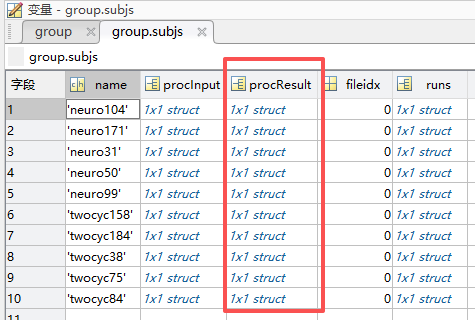 变量 - group.subjs
group group.subjs
group.subjs
字段 ch name procInput procResult fileidx runs
1 'neuro104' 1x1 struct 1x1 struct 0 1x1 struct
2 'neuro171' 1x1 struct 1x1 struct 0 1x1 struct
3 'neuro31' 1x1 struct 1x1 struct 0 1x1 struct
4 'neuro50' 1x1 struct 1x1 struct 0 1x1 struct
5 'neuro99' 1x1 struct 1x1 struct 0 1x1 struct
6 'twocyc158' 1x1 struct 1x1 struct 0 1x1 struct
7 'twocyc184' 1x1 struct 1x1 struct 0 1x1 struct
8 'twocyc38' 1x1 struct 1x1 struct 0 1x1 struct
9 'twocyc75' 1x1 struct 1x1 struct 0 1x1 struct
10 'twocyc84' 1x1 struct 1x1 struct 0 1x1 struct
11